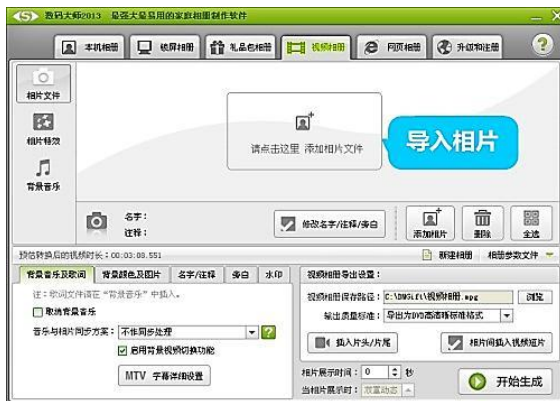 数码大师2013 最强大最易用的家庭相册制作软件
本机相册 锁屏相册 礼品包相册 视频相册 网页相册 升级和注册 ?
相片文件
相片特效
背景音乐
请点击这里 添加相片文件
导入相片
名字：
注释：
修改名字/注释/旁白
添加相片 删除 全选
预估转换后的视频时长：00:03:08.551
新建相册 相册参数文件
背景音乐及歌词 背景颜色及图片 名字/注释 旁白 水印
注：歌词文件请在 "背景音乐" 中插入。
取消背景音乐
音乐与相片同步方案： 不作同步处理 ?
启用背景视频切换功能
MTV 字幕详细设置
视频相册导出设置：
视频相册保存路径： C:\DMGift\视频相册.mpg 浏览
输出质量标准： 导出为DVD高清晰标准格式
插入片头/片尾 相片间插入视频短片
相片展示时间： 0 秒
当相片展示时：
开始生成